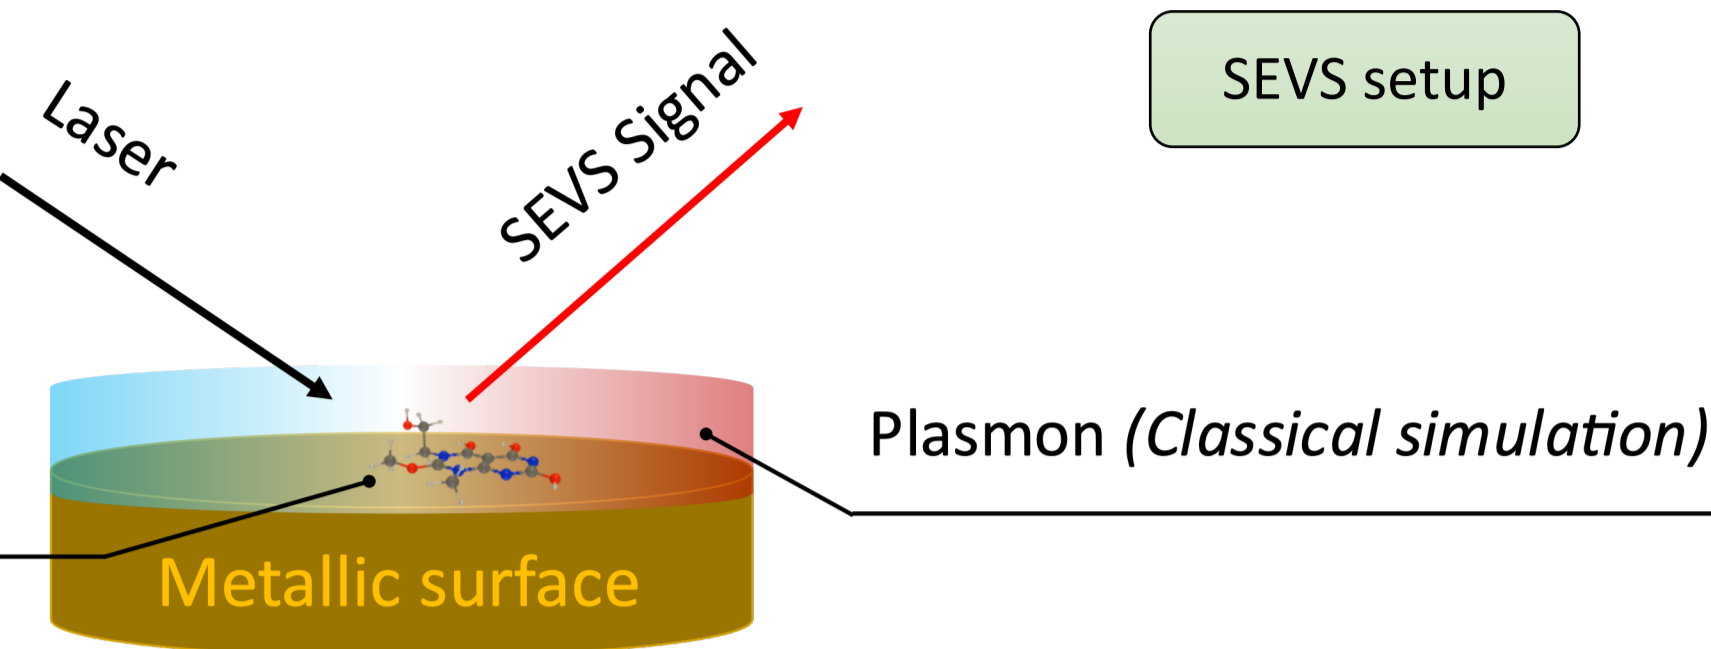 Laser
SEVS Signal
SEVS setup
Plasmon (Classical simulation)
Metallic surface